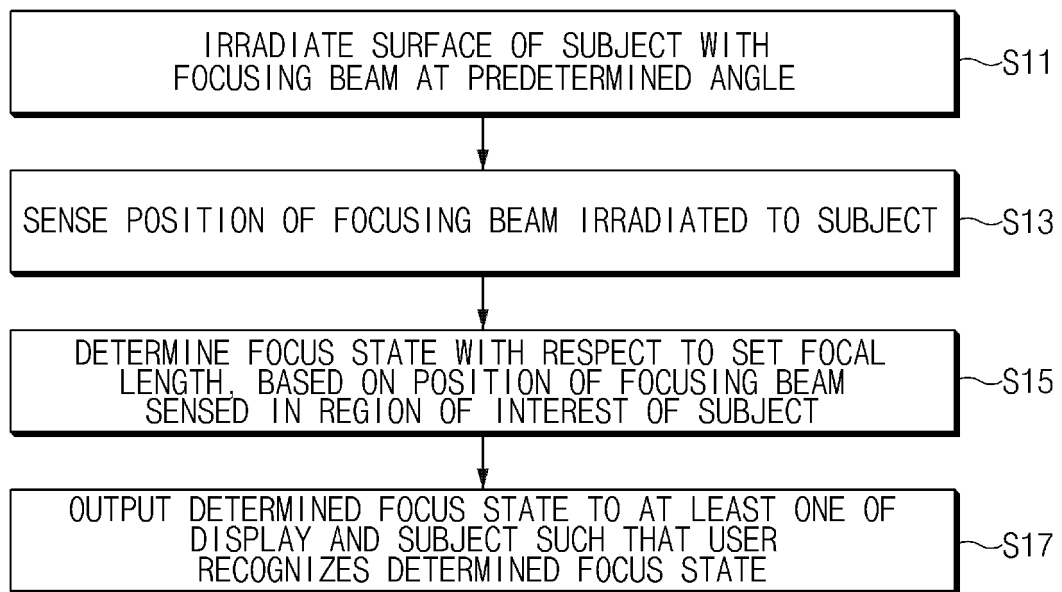 IRRADIATE SURFACE OF SUBJECT WITH
FOCUSING BEAM AT PREDETERMINED ANGLE
S11
SENSE POSITION OF FOCUSING BEAM IRRADIATED TO SUBJECT
S13
DETERMINE FOCUS STATE WITH RESPECT TO SET FOCAL
LENGTH, BASED ON POSITION OF FOCUSING BEAM
SENSED IN REGION OF INTEREST OF SUBJECT
S15
OUTPUT DETERMINED FOCUS STATE TO AT LEAST ONE OF
DISPLAY AND SUBJECT SUCH THAT USER
RECOGNIZES DETERMINED FOCUS STATE
S17